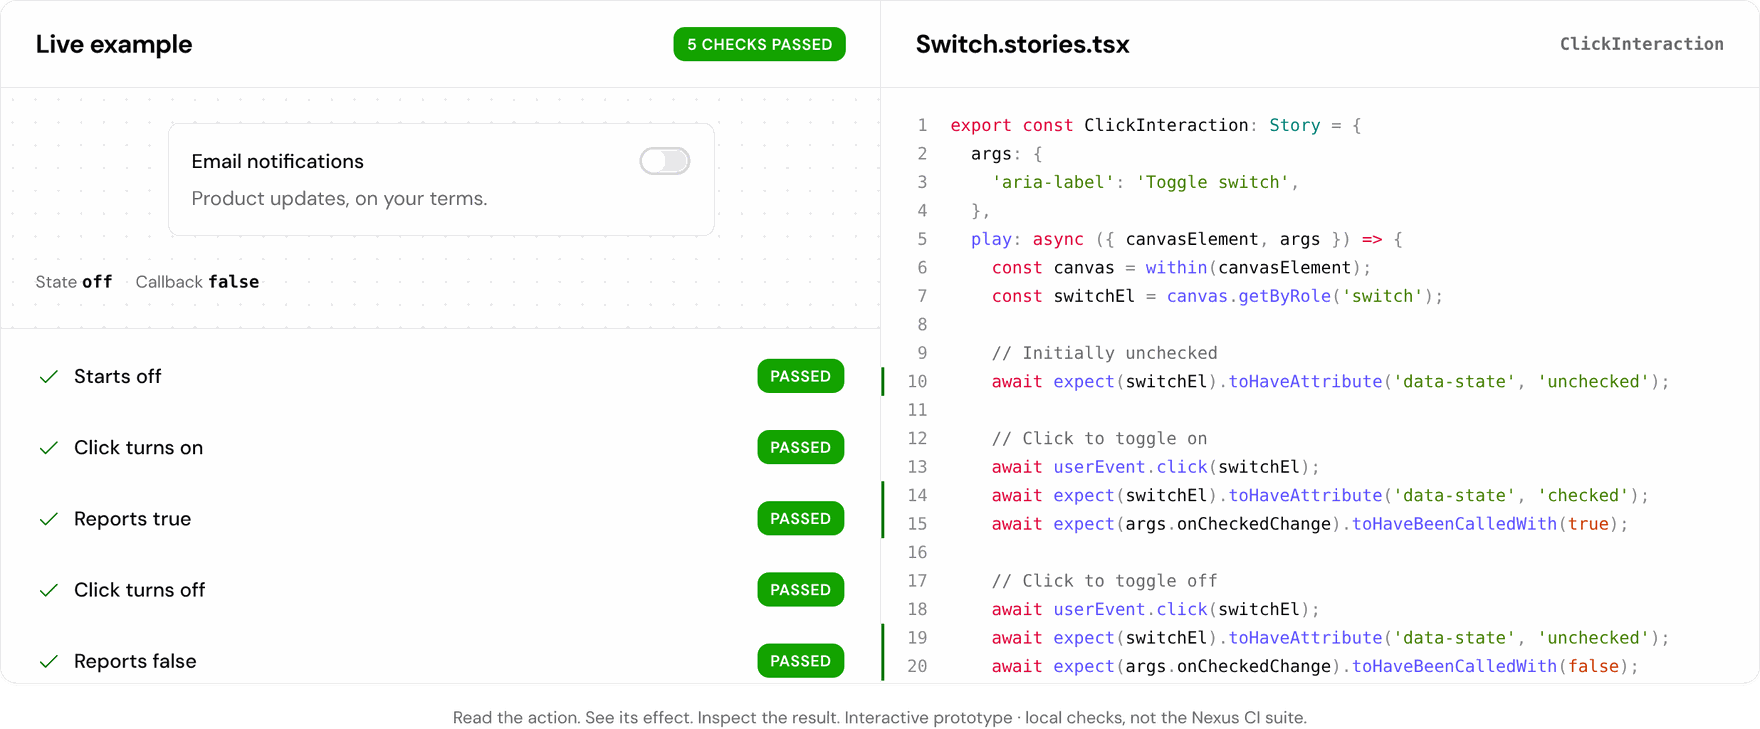 Live example
5 CHECKS PASSED
Email notifications
Product updates, on your terms.
State off Callback false
Starts off PASSED
Click turns on PASSED
Reports true PASSED
Click turns off PASSED
Reports false PASSED
Switch.stories.tsx
ClickInteraction
1 export const ClickInteraction: Story = {
2 args: {
3 'aria-label': 'Toggle switch',
4 },
5 play: async ({ canvasElement, args }) => {
6 const canvas = within(canvasElement);
7 const switchEl = canvas.getByRole('switch');
8
9 // Initially unchecked
10 await expect(switchEl).toHaveAttribute('data-state', 'unchecked');
11
12 // Click to toggle on
13 await userEvent.click(switchEl);
14 await expect(switchEl).toHaveAttribute('data-state', 'checked');
15 await expect(args.onCheckedChange).toHaveBeenCalledWith(true);
16
17 // Click to toggle off
18 await userEvent.click(switchEl);
19 await expect(switchEl).toHaveAttribute('data-state', 'unchecked');
20 await expect(args.onCheckedChange).toHaveBeenCalledWith(false);
Read the action. See its effect. Inspect the result. Interactive prototype · local checks, not the Nexus CI suite.